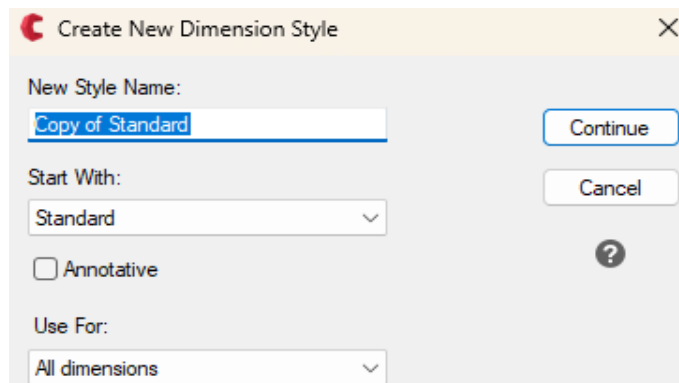 Create New Dimension Style
New Style Name:
Copy of Standard
Continue
Start With:
Cancel
Standard
?
Annotative
Use For:
All dimensions